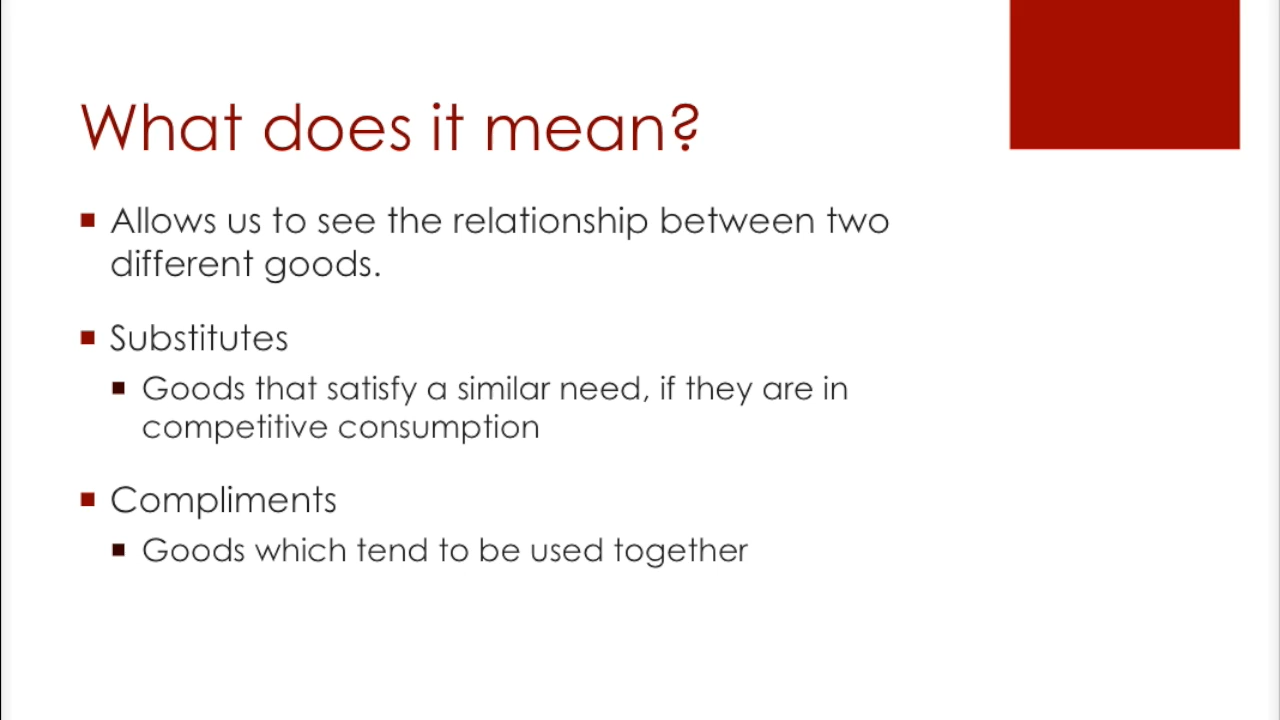 What does it mean?
Allows us to see the relationship between two
different goods.
Substitutes
Goods that satisfy a similar need, if they are in
competitive consumption
Compliments
Goods which tend to be used together